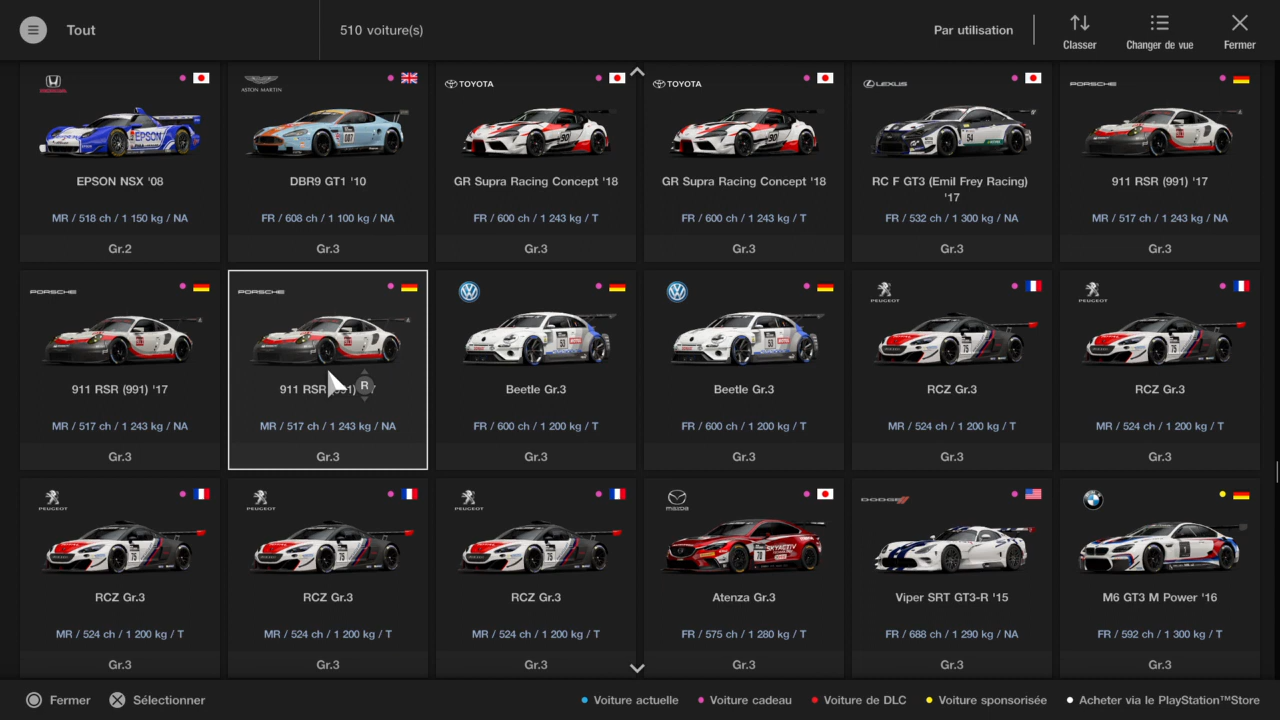 Tout
510 voiture(s)
Par utilisation
Classer
Changer de vue
Fermer
HONDA
ASTON MARTIN
TOYOTA
TOYOTA
LEXUS
PORSCHE
EPSON NSX '08
DBR9 GT1 '10
GR Supra Racing Concept '18
GR Supra Racing Concept '18
RC F GT3 (Emil Frey Racing)
'17
911 RSR (991) '17
MR / 518 ch / 1 150 kg / NA
FR / 608 ch / 1 100 kg / NA
FR / 600 ch / 1 243 kg / T
FR / 600 ch / 1 243 kg / T
FR / 532 ch / 1 300 kg / NA
MR / 517 ch / 1 243 kg / NA
Gr.2
Gr.3
Gr.3
Gr.3
Gr.3
Gr.3
PORSCHE
PORSCHE
PEUGEOT
PEUGEOT
911 RSR (991) '17
911 RSR
R
Beetle Gr.3
Beetle Gr.3
RCZ Gr.3
RCZ Gr.3
MR / 517 ch / 1 243 kg / NA
MR / 517 ch / 1 243 kg / NA
FR / 600 ch / 1 200 kg / T
FR / 600 ch / 1 200 kg / T
MR / 524 ch / 1 200 kg / T
MR / 524 ch / 1 200 kg / T
Gr.3
Gr.3
Gr.3
Gr.3
Gr.3
Gr.3
PEUGEOT
PEUGEOT
PEUGEOT
mazda
DODGE
BMW
RCZ Gr.3
RCZ Gr.3
RCZ Gr.3
Atenza Gr.3
Viper SRT GT3-R '15
M6 GT3 M Power '16
MR / 524 ch / 1 200 kg / T
MR / 524 ch / 1 200 kg / T
MR / 524 ch / 1 200 kg / T
FR / 575 ch / 1 280 kg / T
FR / 688 ch / 1 290 kg / NA
FR / 592 ch / 1 300 kg / T
Gr.3
Gr.3
Gr.3
Gr.3
Gr.3
Gr.3
Fermer
Sélectionner
Voiture actuelle
Voiture cadeau
Voiture de DLC
Voiture sponsorisée
Acheter via le PlayStation™Store